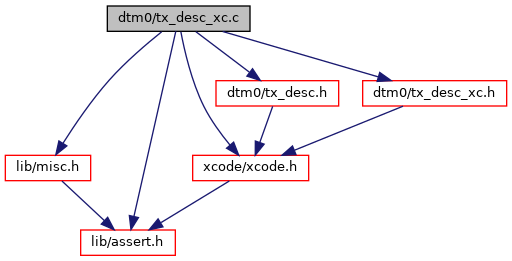 dtm0/tx_desc_xc.c
dtm0/tx_desc.h
dtm0/tx_desc_xc.h
lib/misc.h
xcode/xcode.h
lib/assert.h